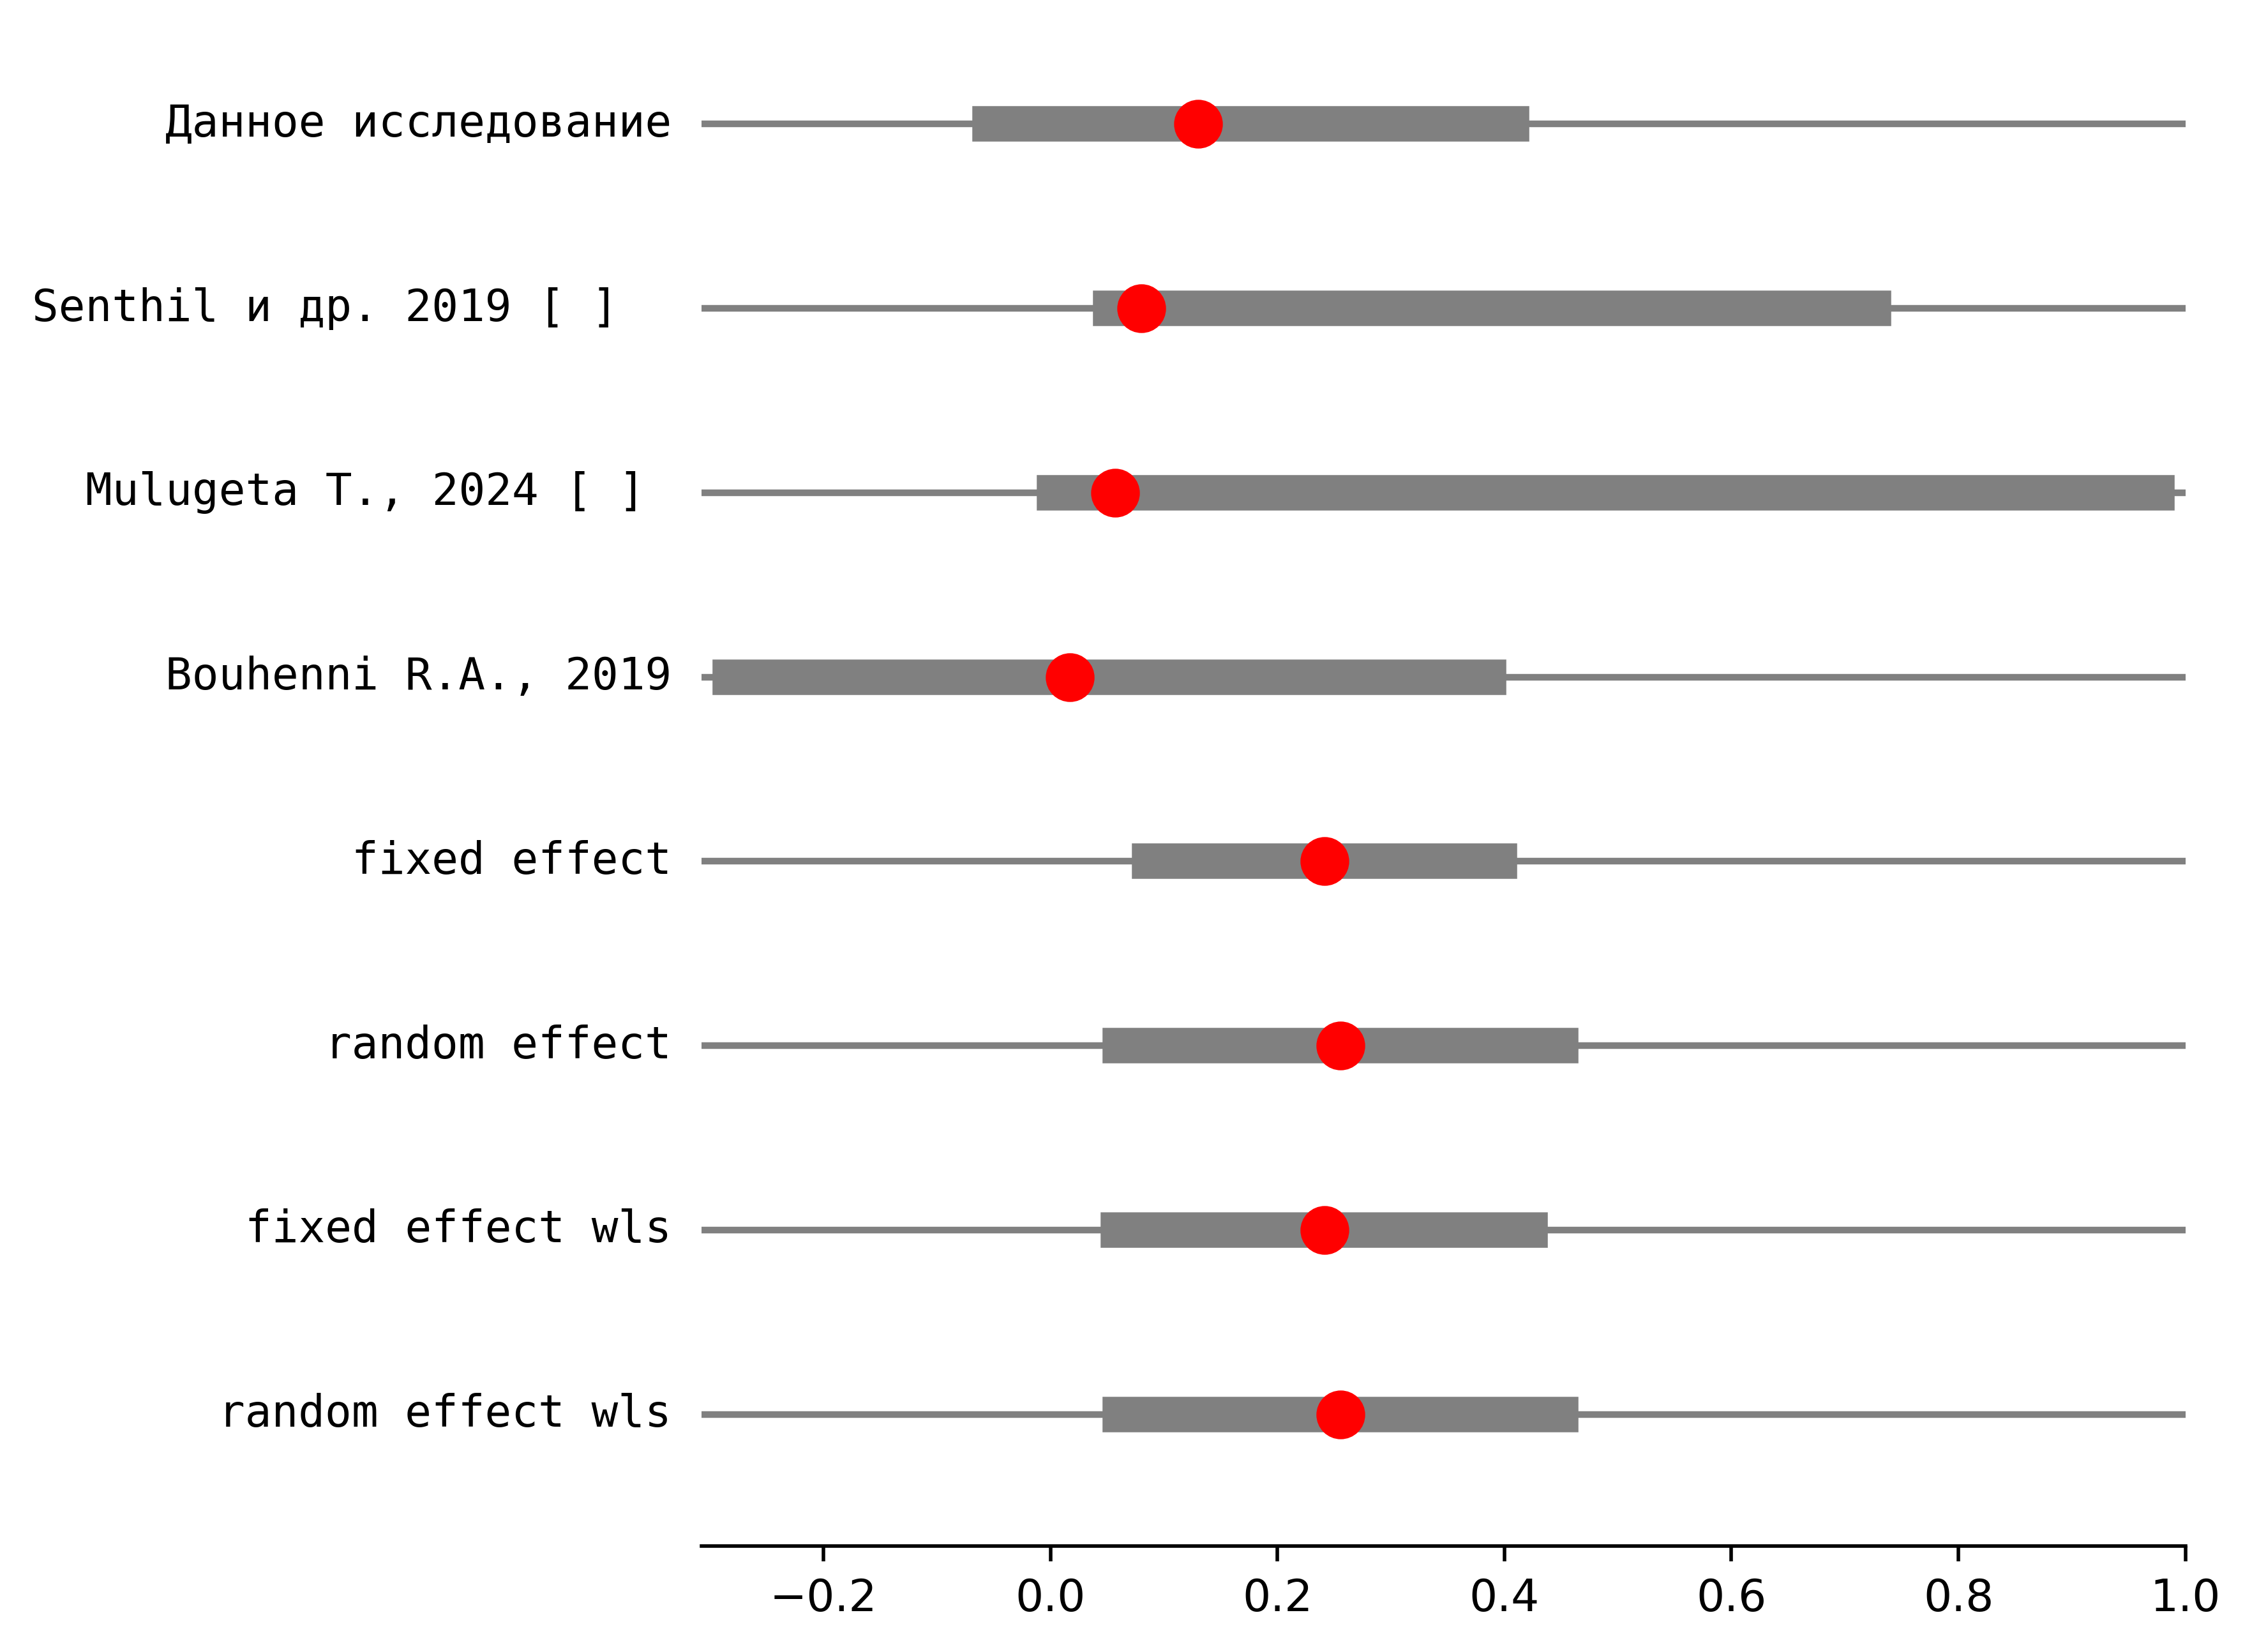 Данное исследование
Senthil и др. 2019 [ ]
Mulugeta T., 2024 [ ]
Bouhenni R.A., 2019
fixed effect
random effect
fixed effect wls
random effect wls
−0.2 0.0 0.2 0.4 0.6 0.8 1.0